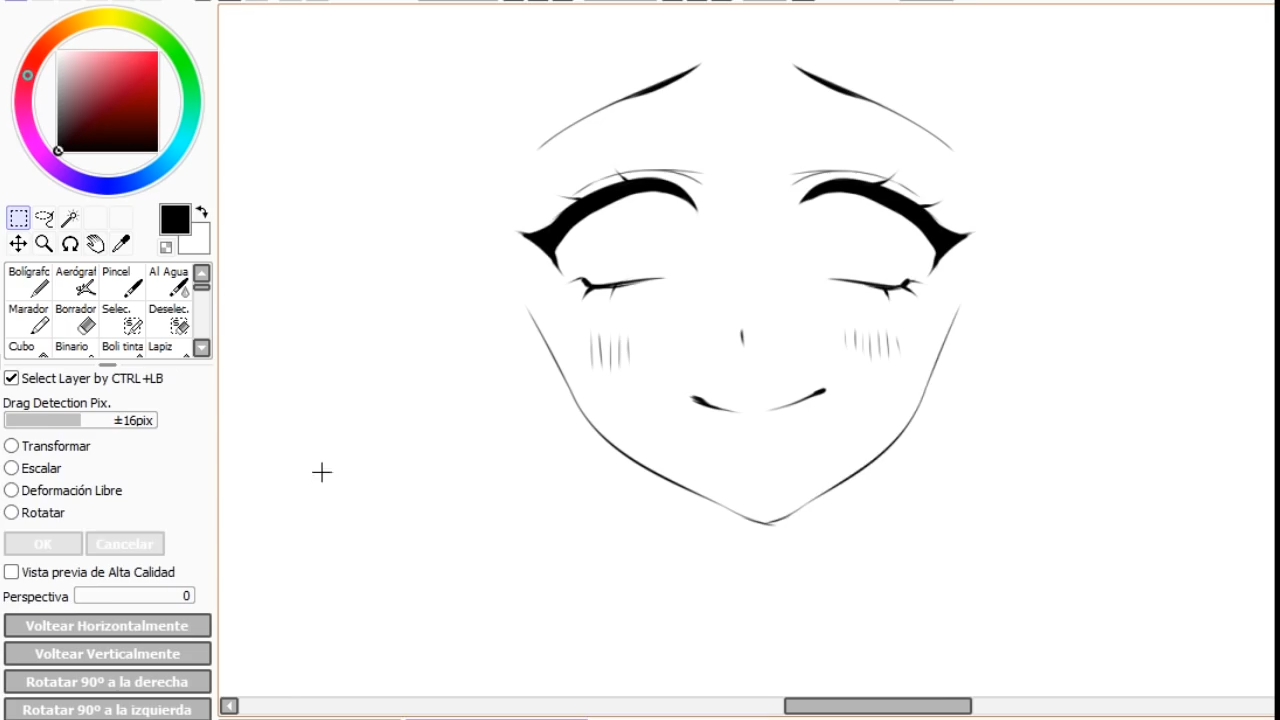 Bolígrafc Aerógraf Pincel Al Agua
Marador Borrador Selec. Deselec.
Cubo Binario Boli tinta Lapiz
Select Layer by CTRL+LB
Drag Detection Pix.
±16pix
Transformar
Escalar
Deformación Libre
Rotatar
OK Cancelar
Vista previa de Alta Calidad
Perspectiva 0
Voltear Horizontalmente
Voltear Verticalmente
Rotatar 90º a la derecha
Rotatar 90º a la izquierda